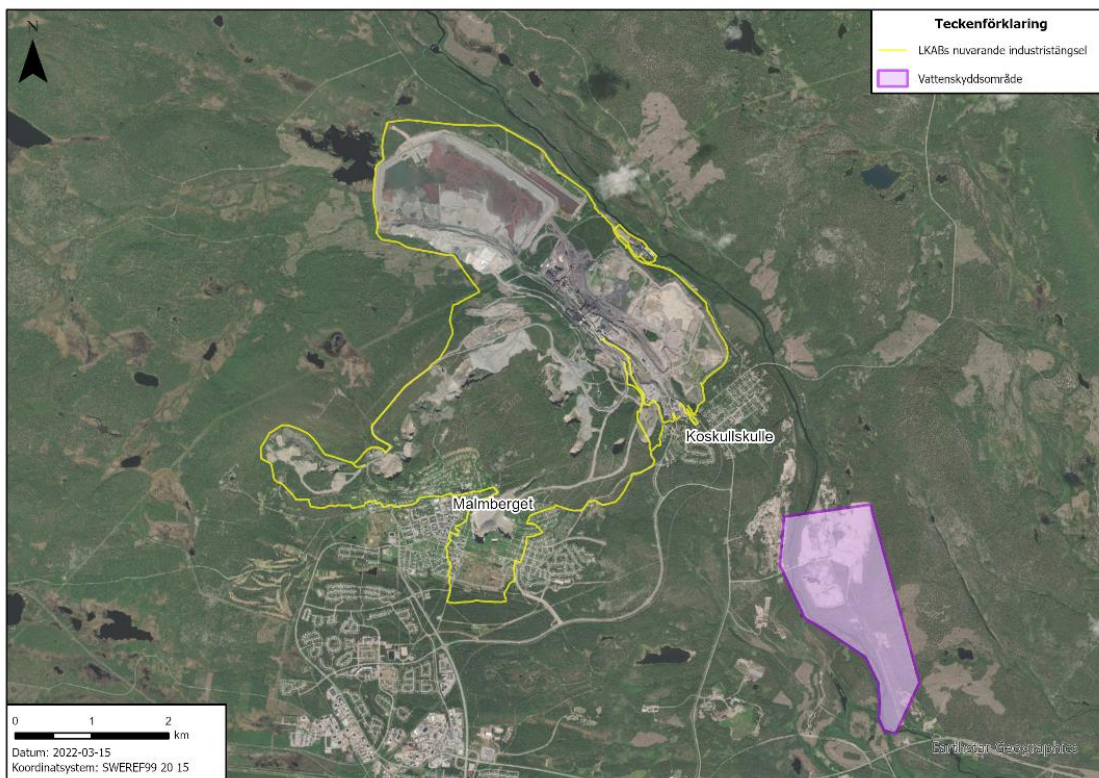 N
Teckenförklaring
LKABs nuvarande industristängsel
Vattenskyddsområde
Koskullskulle
Malmberget
0 1 2
km
Datum: 2022-03-15
Koordinatsystem: SWEREF99 20 15
Earthstar Geographics